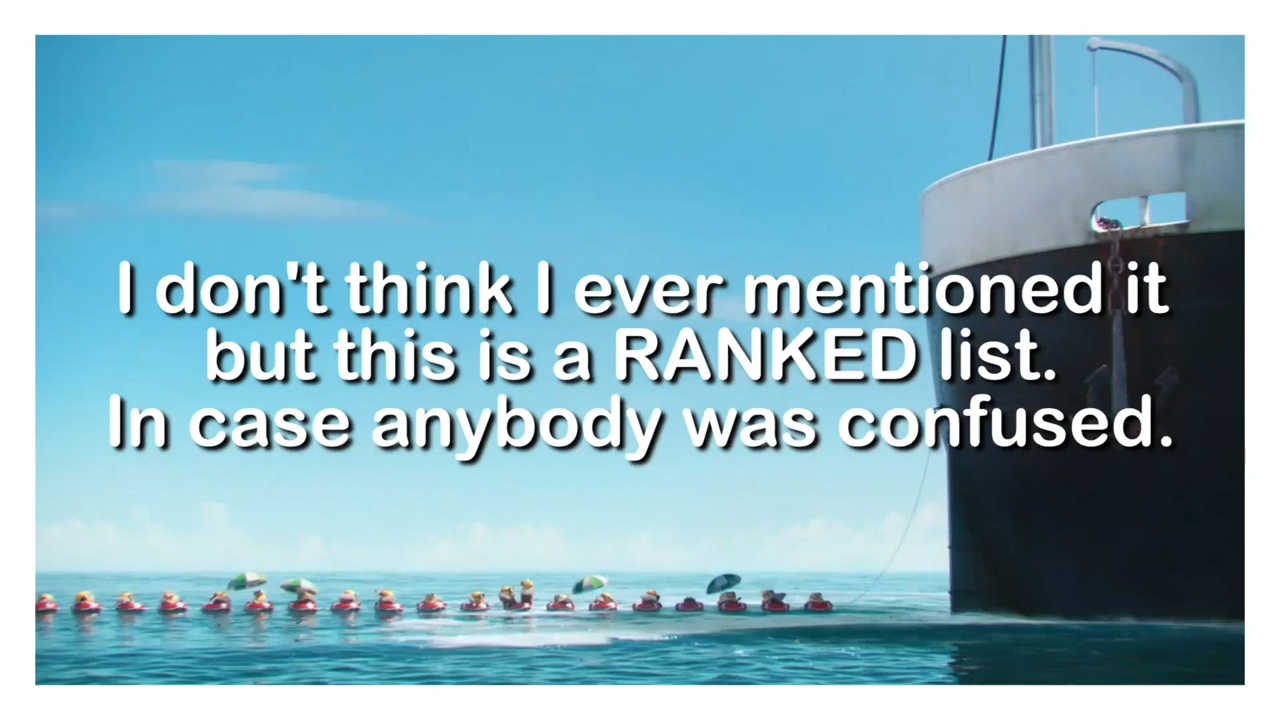 I don't think I ever mentioned it
but this is a RANKED list.
In case anybody was confused.